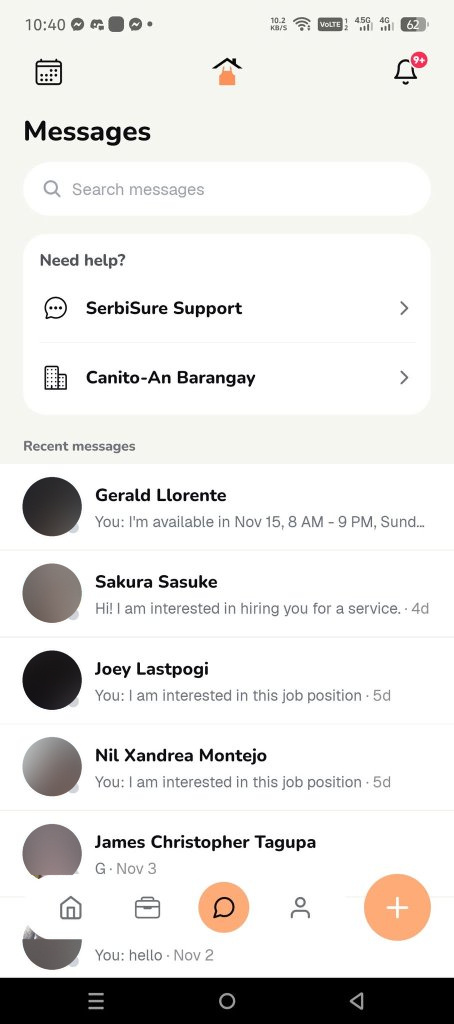 10:40
10.2 KB/S VoLTE 1 2 4.5G 4G 62
9+
Messages
Search messages
Need help?
SerbiSure Support
Canito-An Barangay
Recent messages
Gerald Llorente
You: I'm available in Nov 15, 8 AM - 9 PM, Sund...
Sakura Sasuke
Hi! I am interested in hiring you for a service. · 4d
Joey Lastpogi
You: I am interested in this job position · 5d
Nil Xandrea Montejo
You: I am interested in this job position · 5d
James Christopher Tagupa
G · Nov 3
You: hello · Nov 2